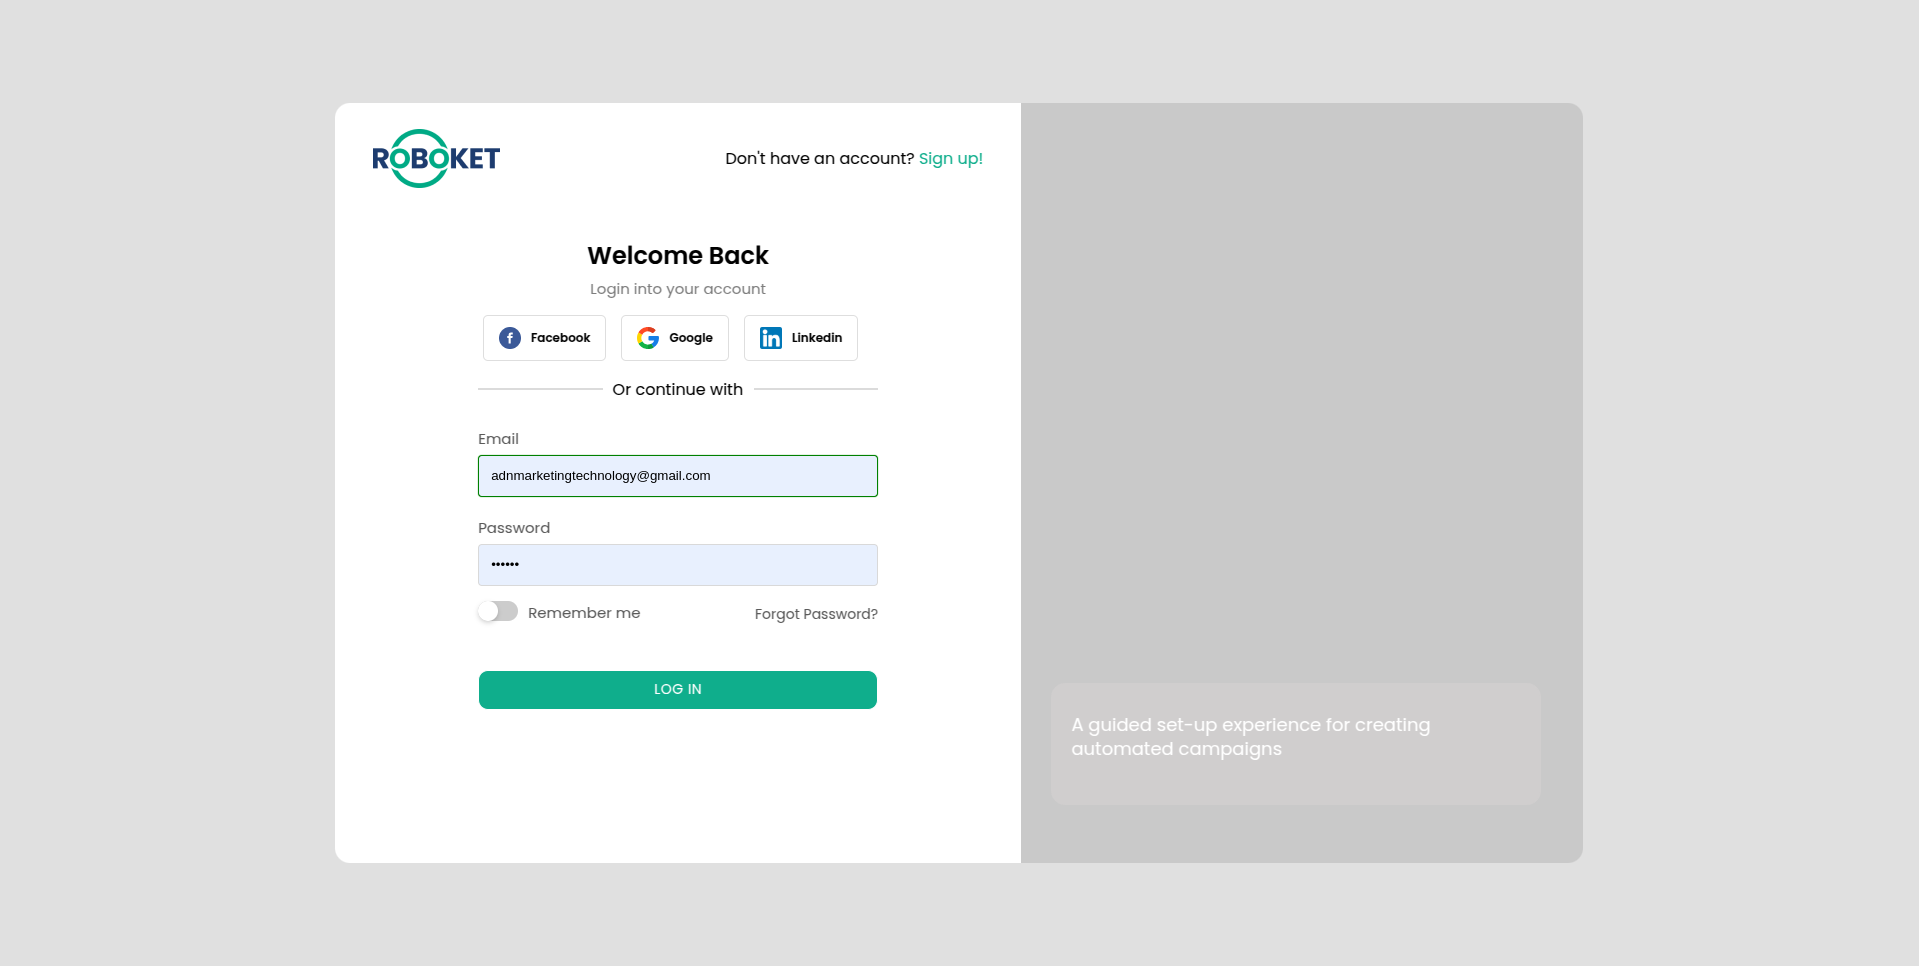 ROBOKET
Don't have an account? Sign up!
Welcome Back
Login into your account
Facebook
Google
Linkedin
Or continue with
Email
adnmarketingtechnology@gmail.com
Password
••••••
Remember me
Forgot Password?
LOG IN
A guided set-up experience for creating
automated campaigns